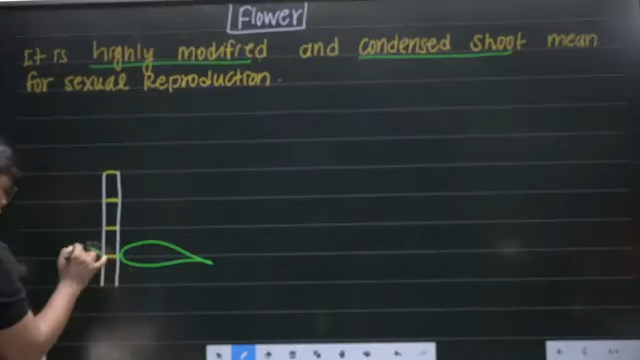 Flower
It is highly modified and condensed shoot mean
for sexual Reproduction.